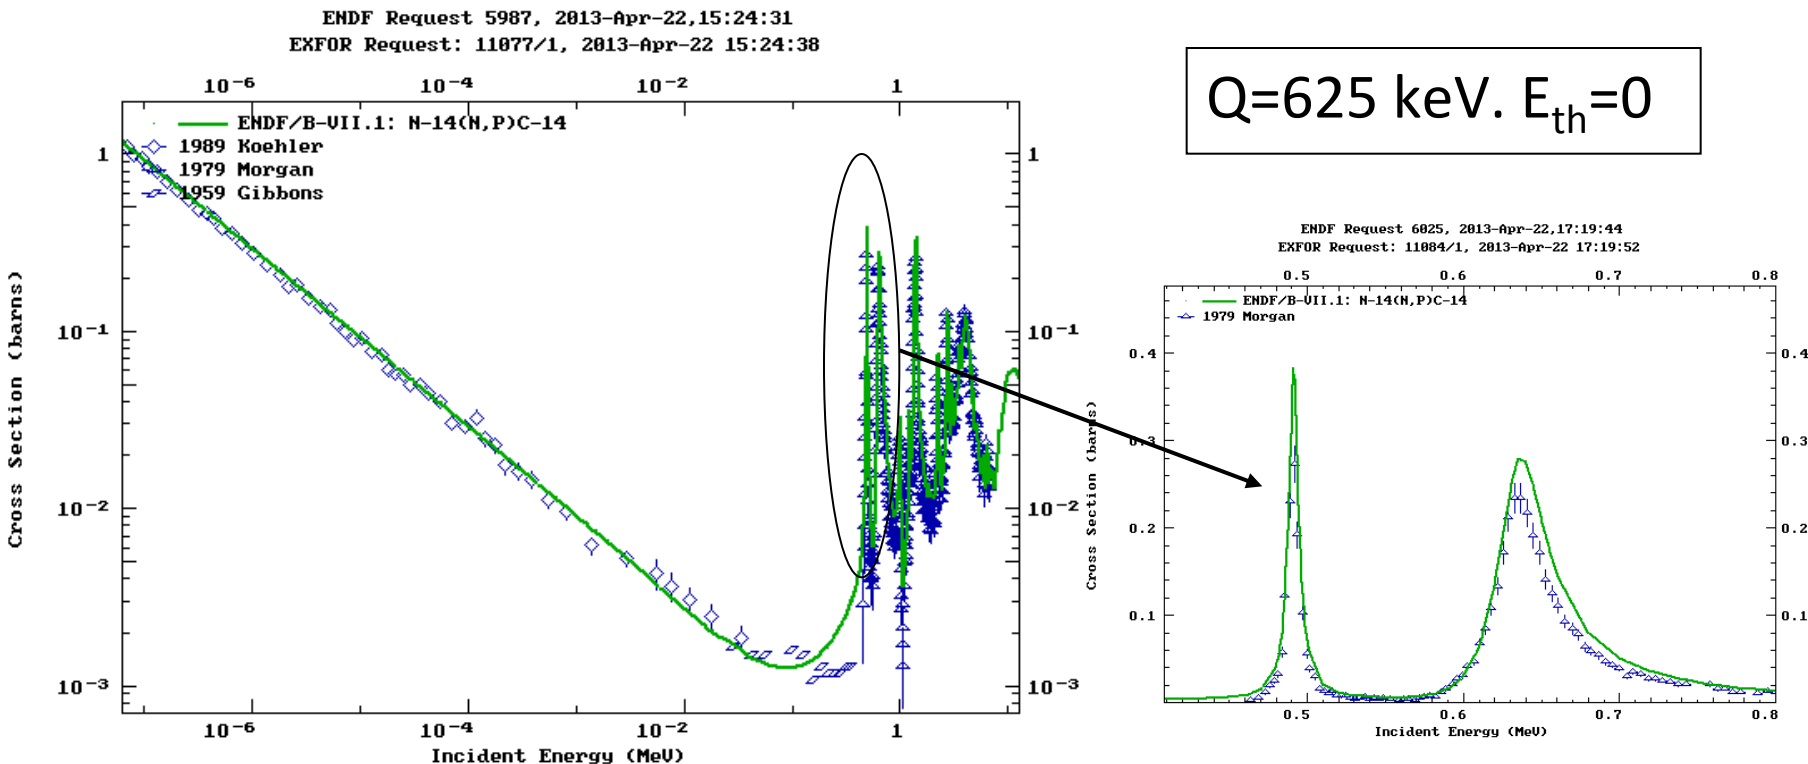 ENDF Request 5987, 2013-Apr-22,15:24:31
EXFOR Request: 11077/1, 2013-Apr-22 15:24:38
10⁻⁶ 10⁻⁴ 10⁻² 1
ENDF/B-VII.1: N-14(N,P)C-14
1989 Koehler
1979 Morgan
1959 Gibbons
1 1
10⁻¹ 10⁻¹
10⁻² 10⁻²
10⁻³ 10⁻³
Cross Section (barns)
10⁻⁶ 10⁻⁴ 10⁻² 1
Incident Energy (MeV)
Q=625 keV. Eₜₕ=0
ENDF Request 6025, 2013-Apr-22,17:19:44
EXFOR Request: 11084/1, 2013-Apr-22 17:19:52
0.5 0.6 0.7 0.8
ENDF/B-VII.1: N-14(N,P)C-14
1979 Morgan
0.4 0.4
0.3 0.3
0.2 0.2
0.1 0.1
Cross Section (barns)
0.5 0.6 0.7 0.8
Incident Energy (MeV)